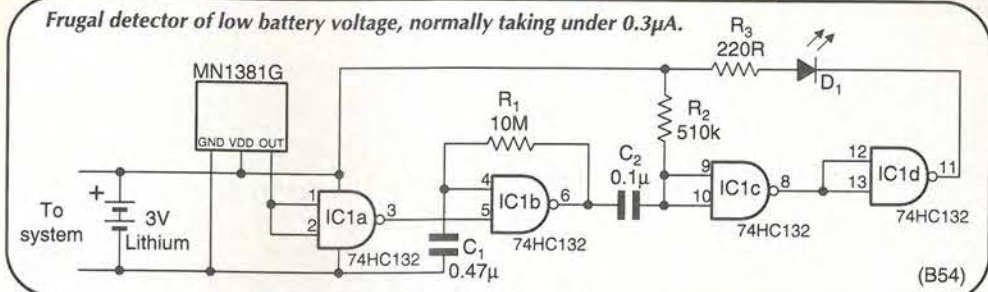 Frugal detector of low battery voltage, normally taking under 0.3µA.
MN1381G
GND VDD OUT
R3
220R
D1
R1
10M
R2
510k
C2
0.1µ
4
5
IC1b
6
74HC132
9
10
IC1c
8
74HC132
12
13
IC1d
11
74HC132
1
2
IC1a
3
74HC132
+
To
system
3V
Lithium
C1
0.47µ
(B54)